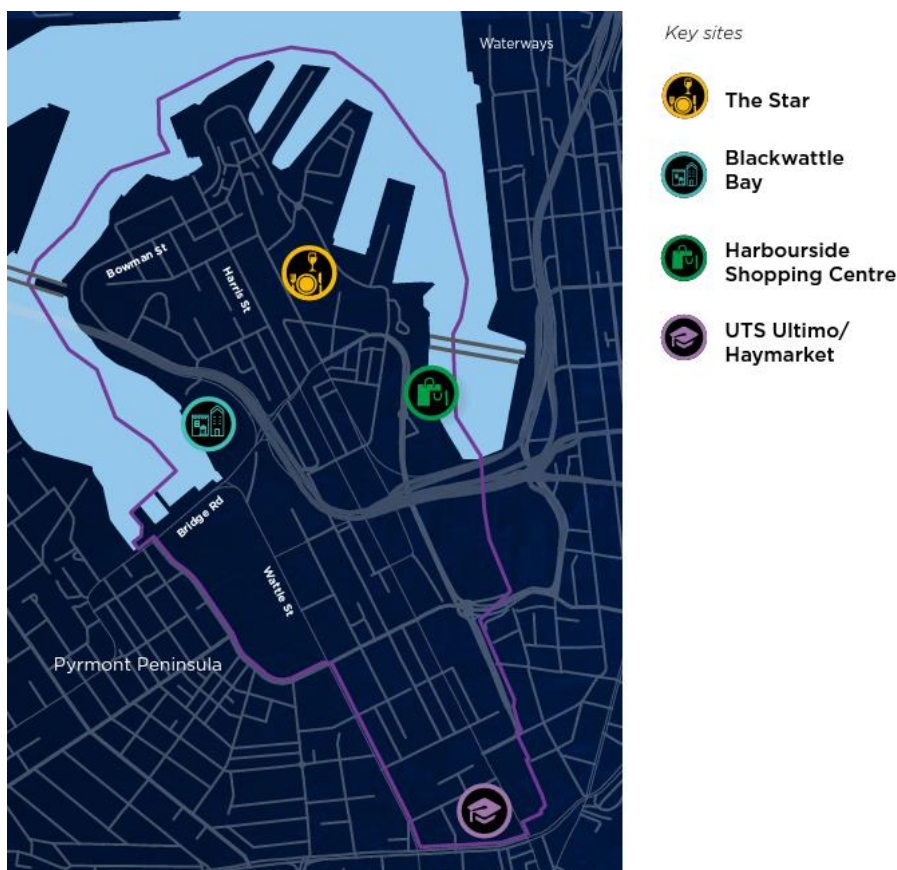 Waterways
Bowman St
Harris St
Bridge Rd
Wattle St
Pyrmont Peninsula
Key sites
The Star
Blackwattle
Bay
Harbourside
Shopping Centre
UTS Ultimo/
Haymarket